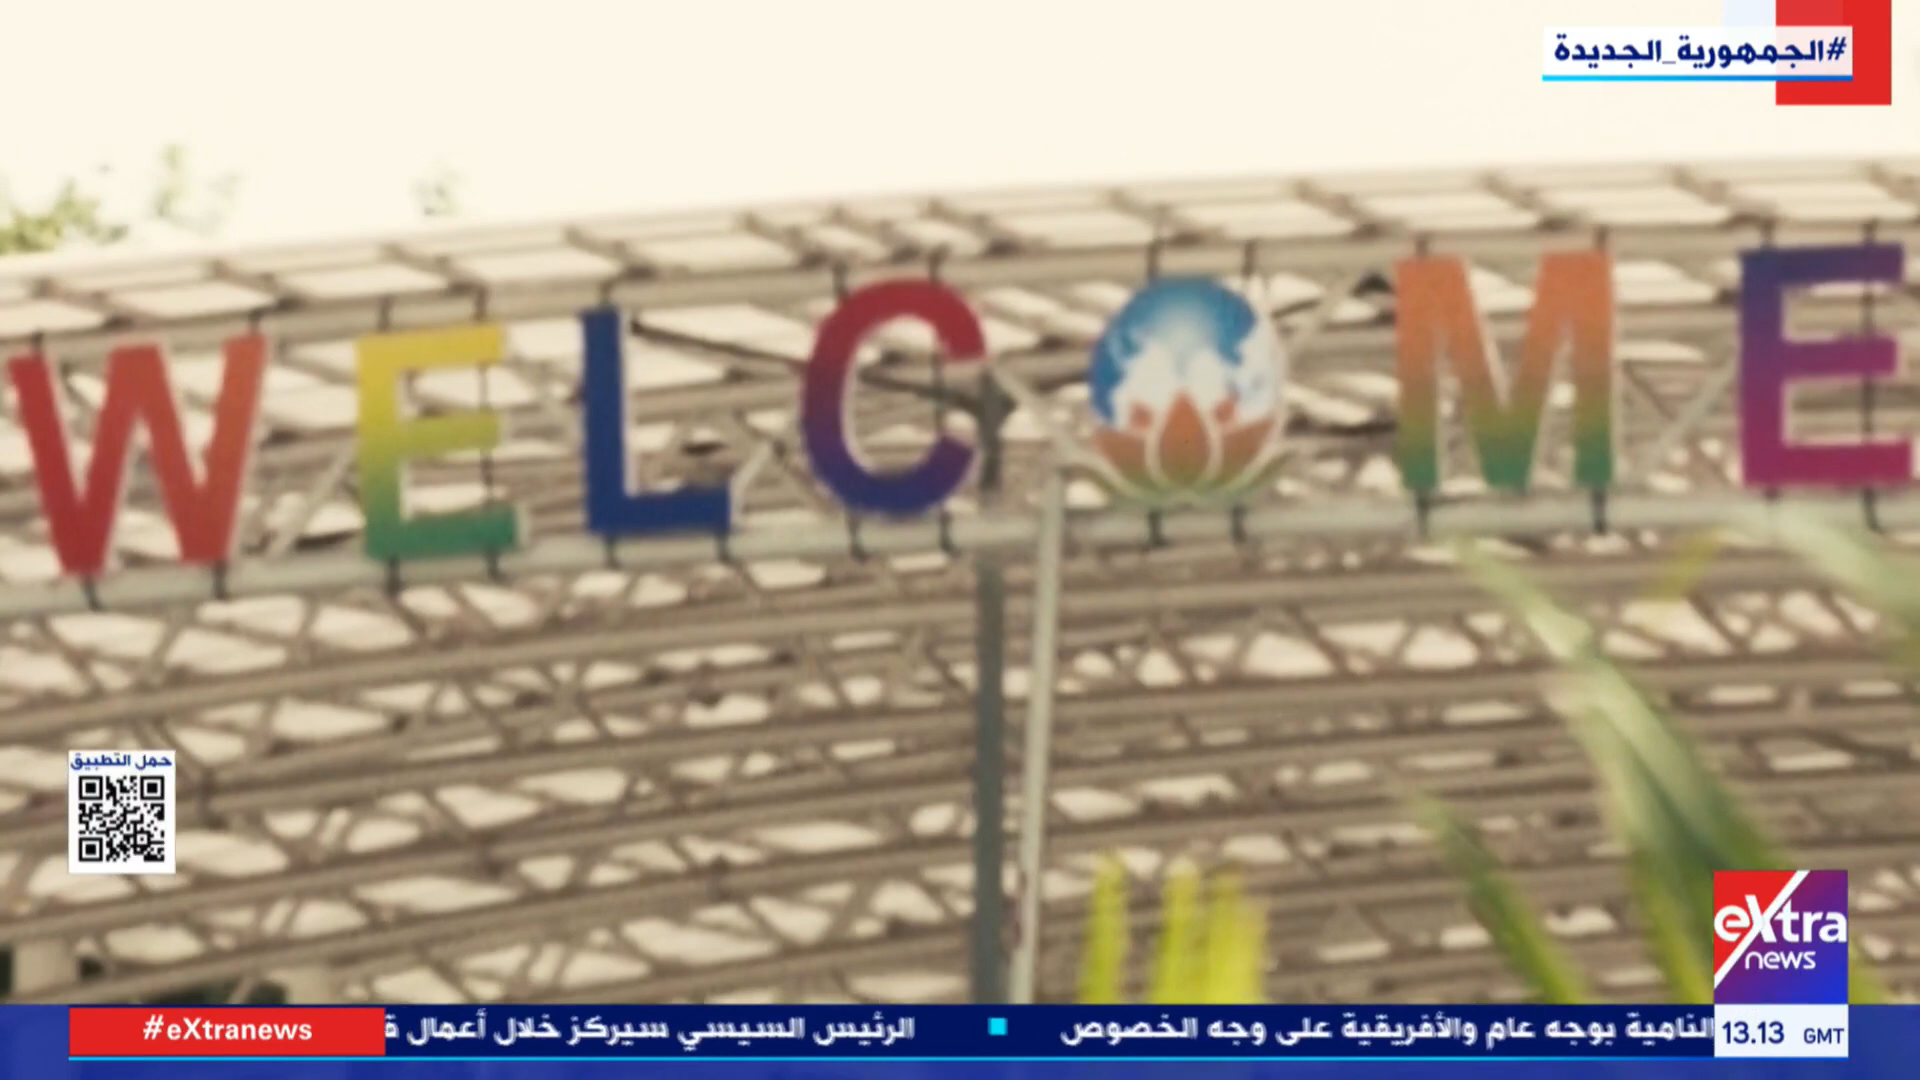 #الجمهورية_الجديدة
WELCOME
حمل التطبيق
eXtra
news
النامية بوجه عام والأفريقية على وجه الخصوص ■ الرئيس السيسي سيركز خلال أعمال
#eXtranews
13.13 GMT